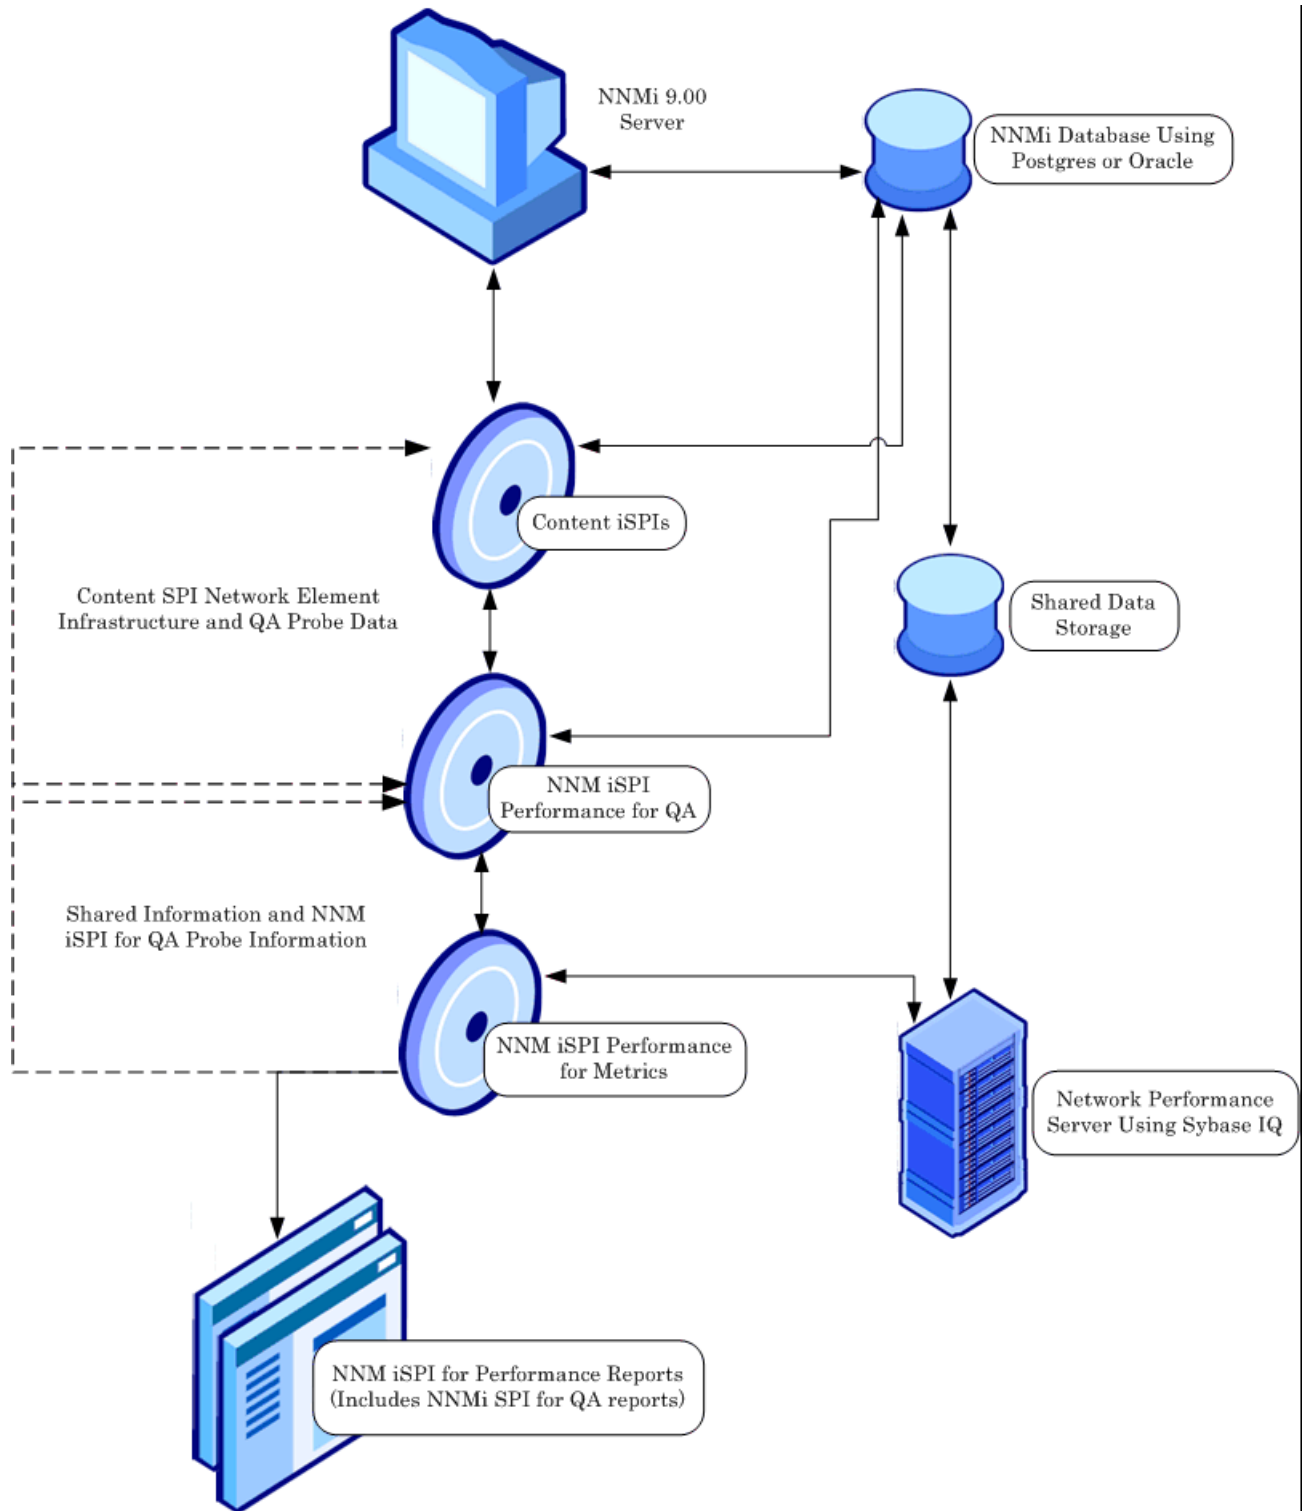 NNMi 9.00
Server
NNMi Database Using
Postgres or Oracle
Content iSPIs
Content SPI Network Element
Infrastructure and QA Probe Data
Shared Data
Storage
NNM iSPI
Performance for QA
Shared Information and NNM
iSPI for QA Probe Information
NNM iSPI Performance
for Metrics
Network Performance
Server Using Sybase IQ
NNM iSPI for Performance Reports
(Includes NNMi SPI for QA reports)